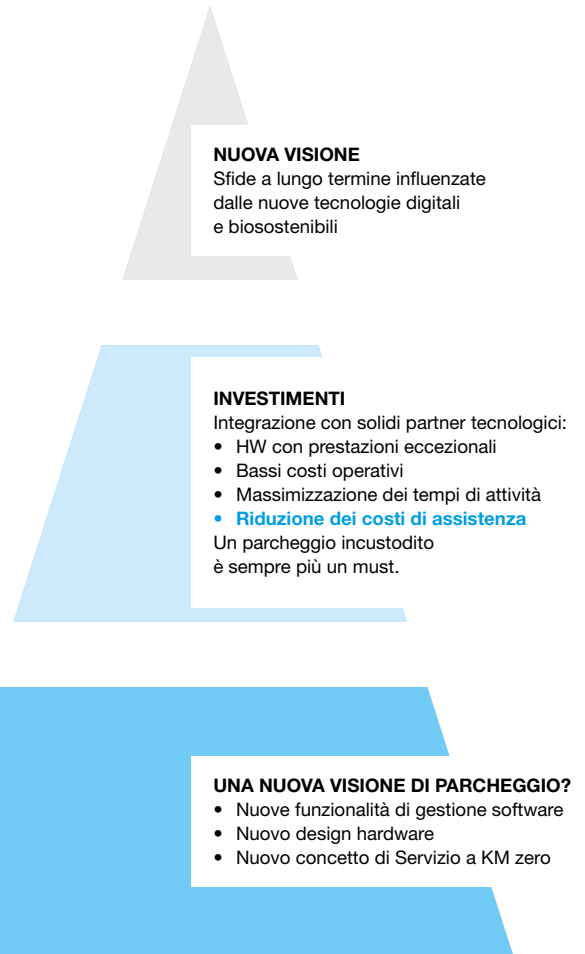 NUOVA VISIONE
Sfide a lungo termine influenzate
dalle nuove tecnologie digitali
e biosostenibili
INVESTIMENTI
Integrazione con solidi partner tecnologici:
• HW con prestazioni eccezionali
• Bassi costi operativi
• Massimizzazione dei tempi di attività
• Riduzione dei costi di assistenza
Un parcheggio incustodito
è sempre più un must.
UNA NUOVA VISIONE DI PARCHEGGIO?
• Nuove funzionalità di gestione software
• Nuovo design hardware
• Nuovo concetto di Servizio a KM zero